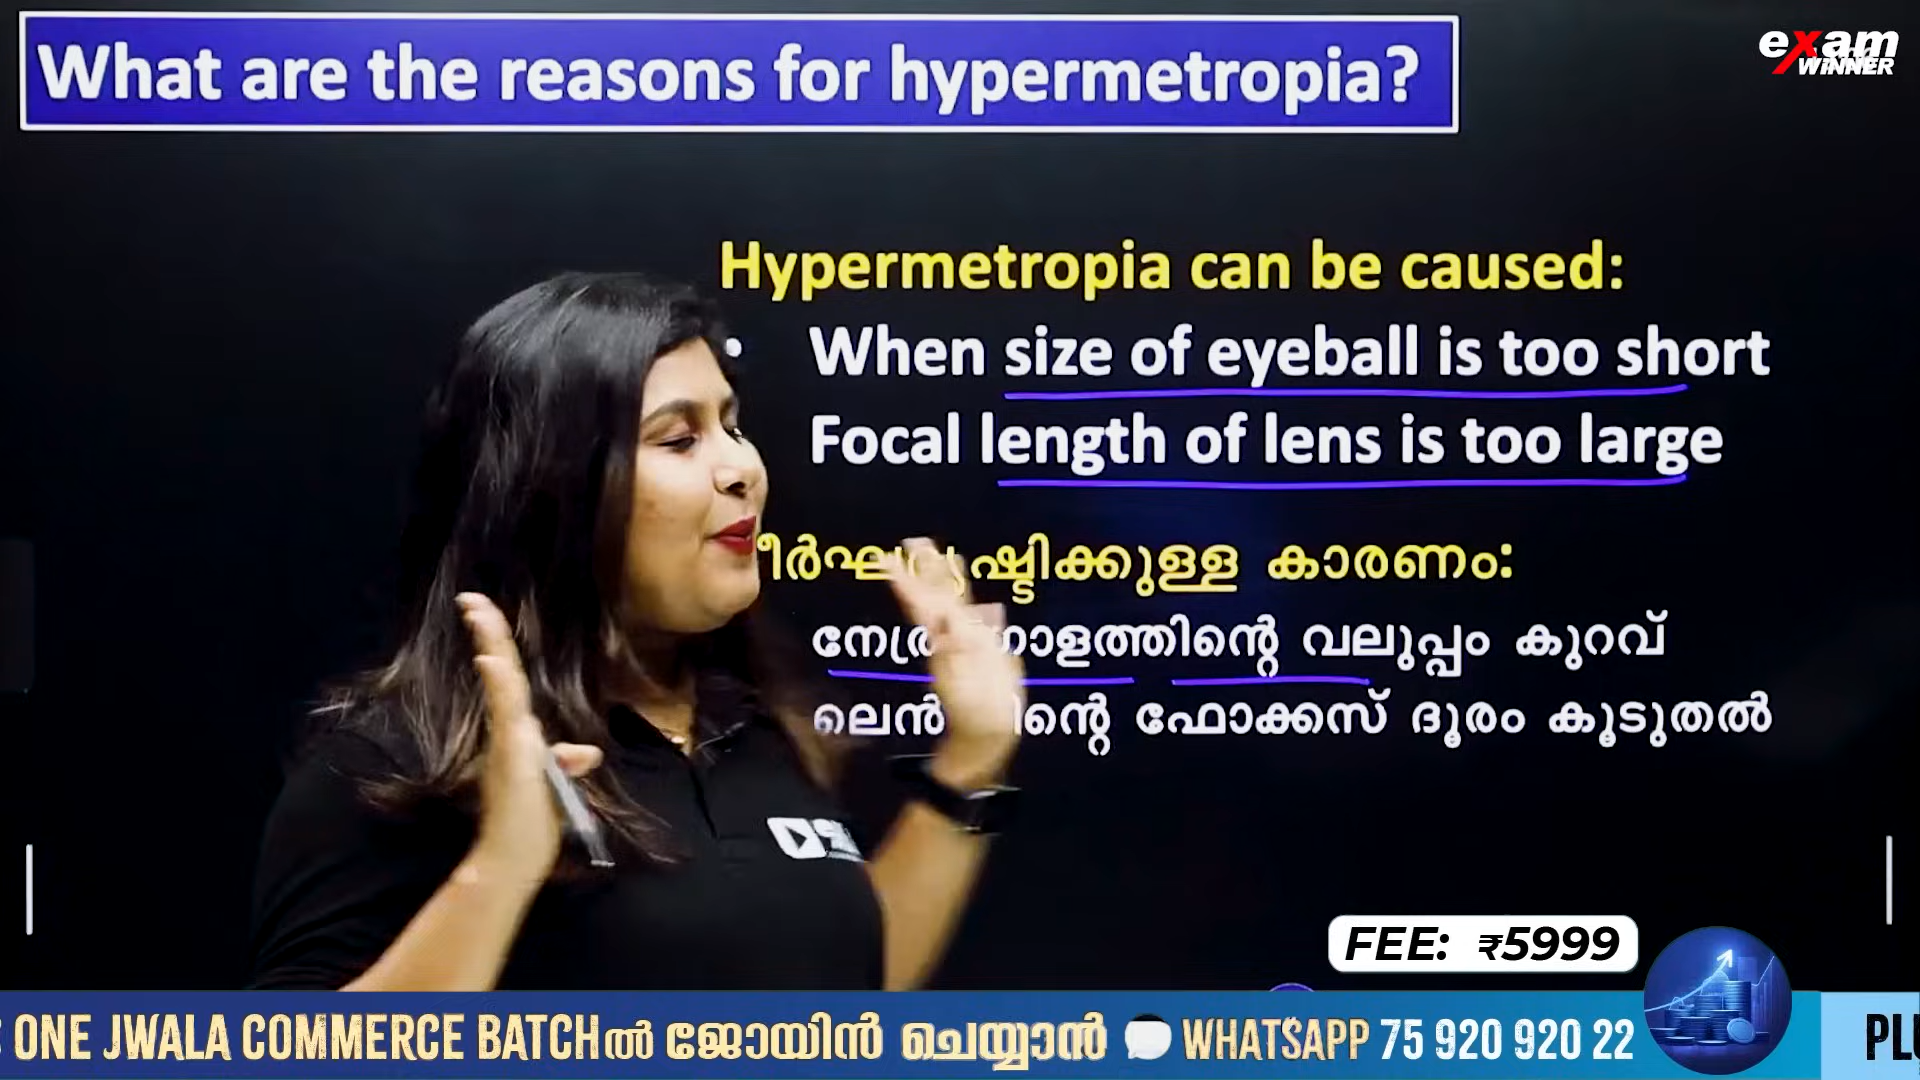 What are the reasons for hypermetropia?
exam
WINNER
Hypermetropia can be caused:
• When size of eyeball is too short
Focal length of lens is too large
കാരണം:
വലുപ്പം കുറവ്
ഫോക്കസ് ദൂരം കൂടുതൽ
FEE: ₹5999
ONE JWALA COMMERCE BATCHൽ ജോയിൻ ചെയ്യാൻ WHATSAPP 75 920 920 22